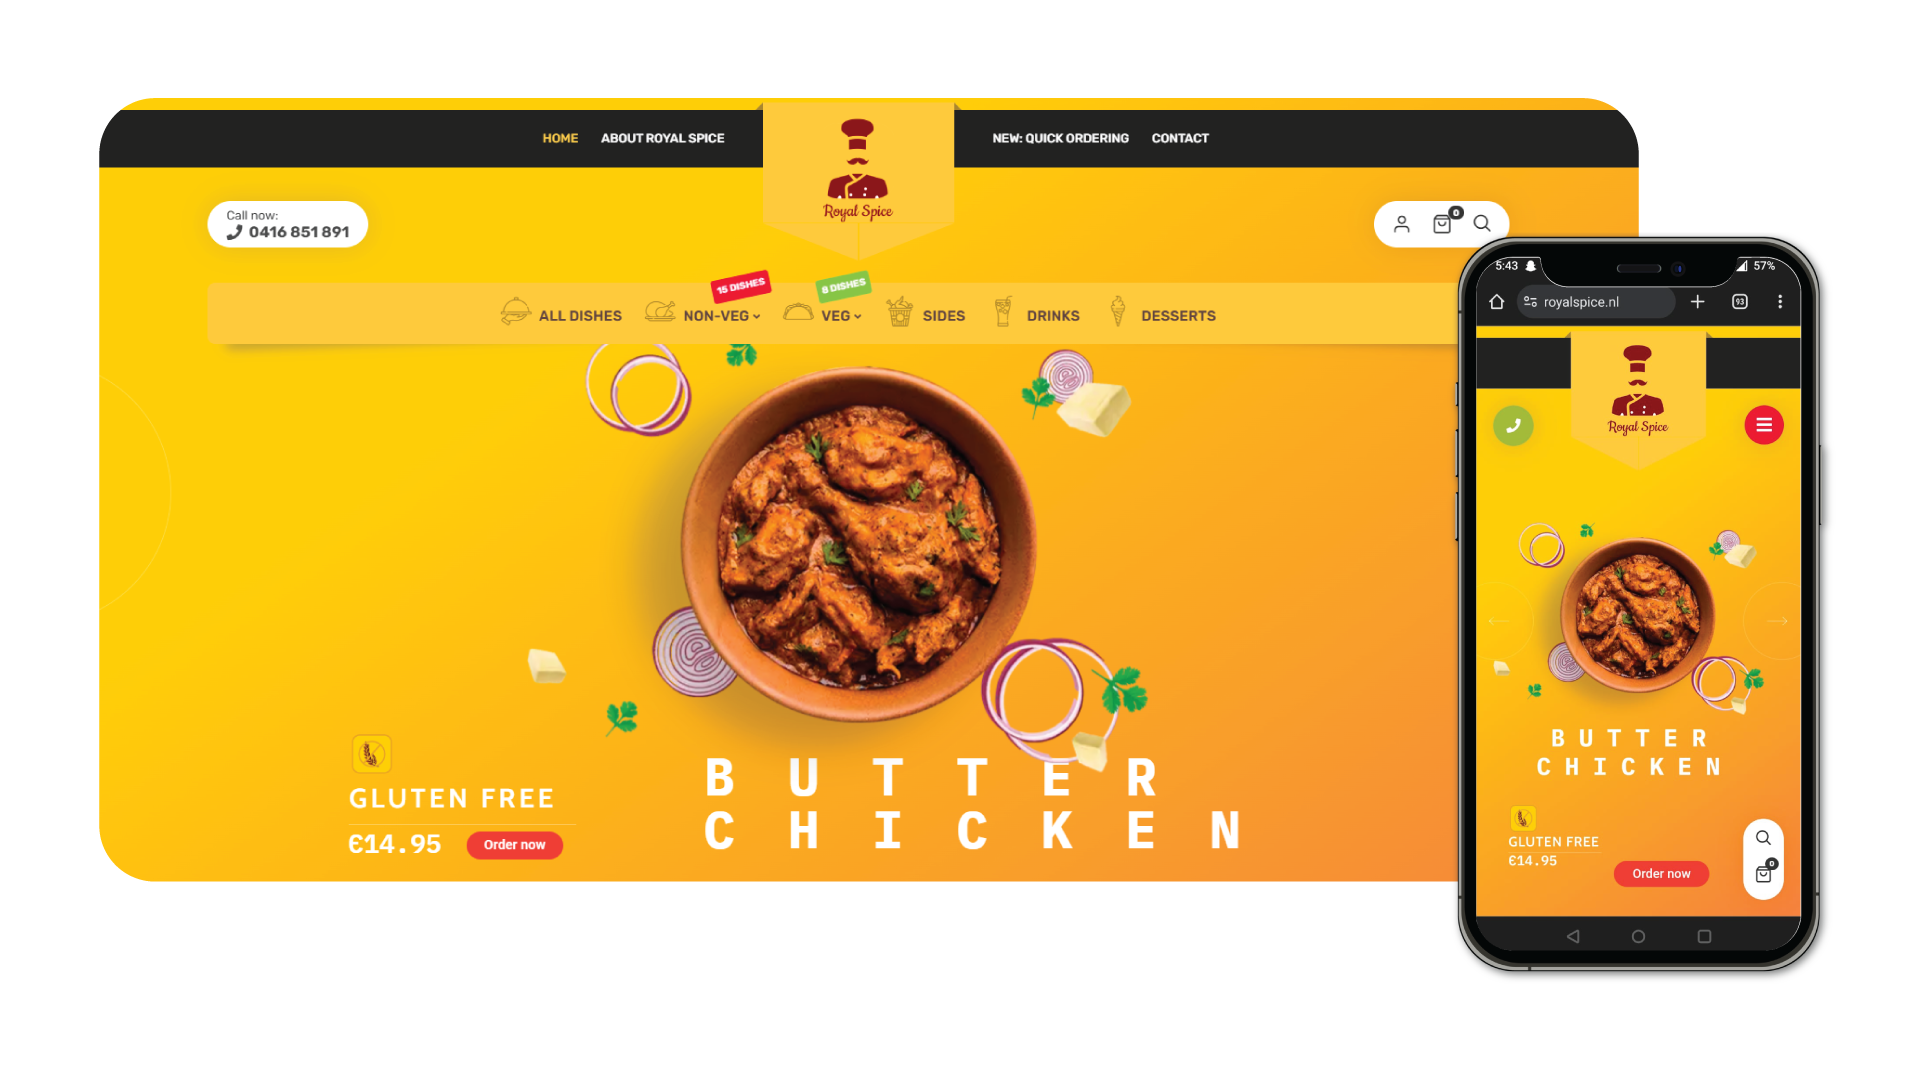 HOME
ABOUT ROYAL SPICE
Royal Spice
NEW: QUICK ORDERING
CONTACT
Call now:
0416 851 891
0
15 DISHES
8 DISHES
ALL DISHES
NON-VEG
VEG
SIDES
DRINKS
DESSERTS
GLUTEN FREE
€14.95
Order now
BUTTER
CHICKEN
5:43
57%
royalspice.nl
93
Royal Spice
BUTTER
CHICKEN
GLUTEN FREE
€14.95
Order now
0